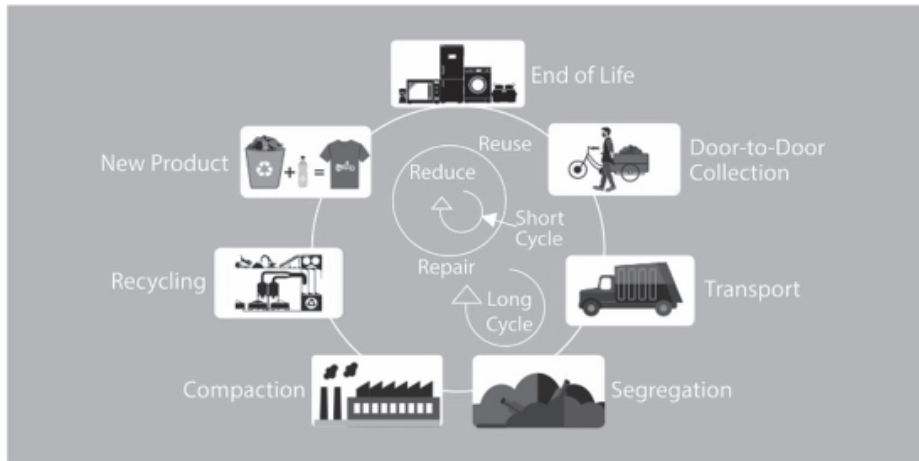 End of Life
Door-to-Door
Collection
Transport
Segregation
Compaction
Recycling
New Product
+
=
Reuse
Reduce
Short
Cycle
Repair
Long
Cycle